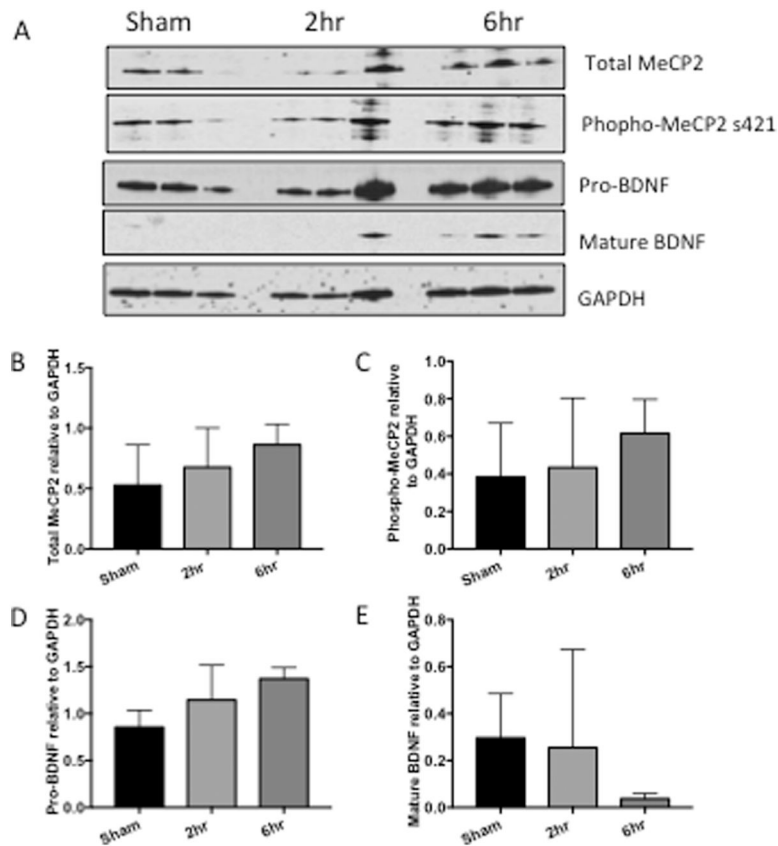 A
Sham 2hr 6hr
Total MeCP2
Phopho-MeCP2 s421
Pro-BDNF
Mature BDNF
GAPDH
B
Total MeCP2 relative to GAPDH
1.5
1.0
0.5
0.0
Sham 2hr 6hr
C
Phospho-MeCP2 relative
to GAPDH
1.0
0.8
0.6
0.4
0.2
0.0
Sham 2hr 6hr
D
Pro-BDNF relative to GAPDH
2.0
1.5
1.0
0.5
0.0
Sham 2hr 6hr
E
Mature BDNF relative to GAPDH
0.8
0.6
0.4
0.2
0.0
Sham 2hr 6hr